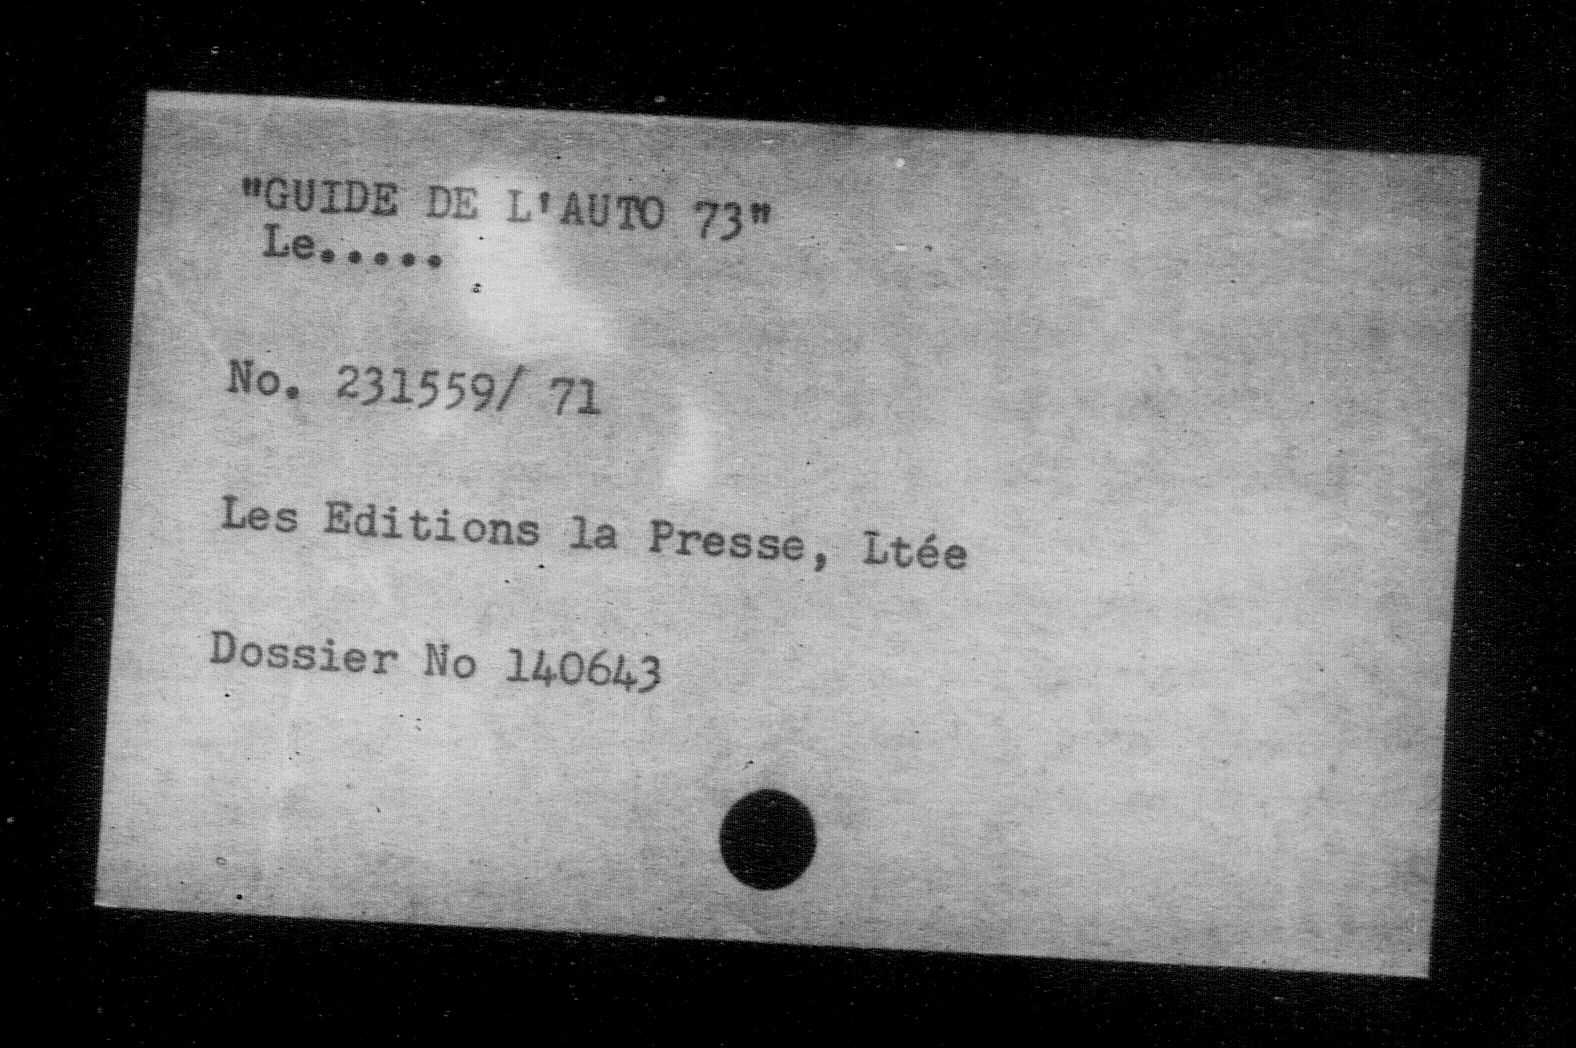 "GUIDE DE L'AUTO 73"
Le.....
No. 231559/ 71
Les Editions la Presse, Ltée
Dossier No 140643